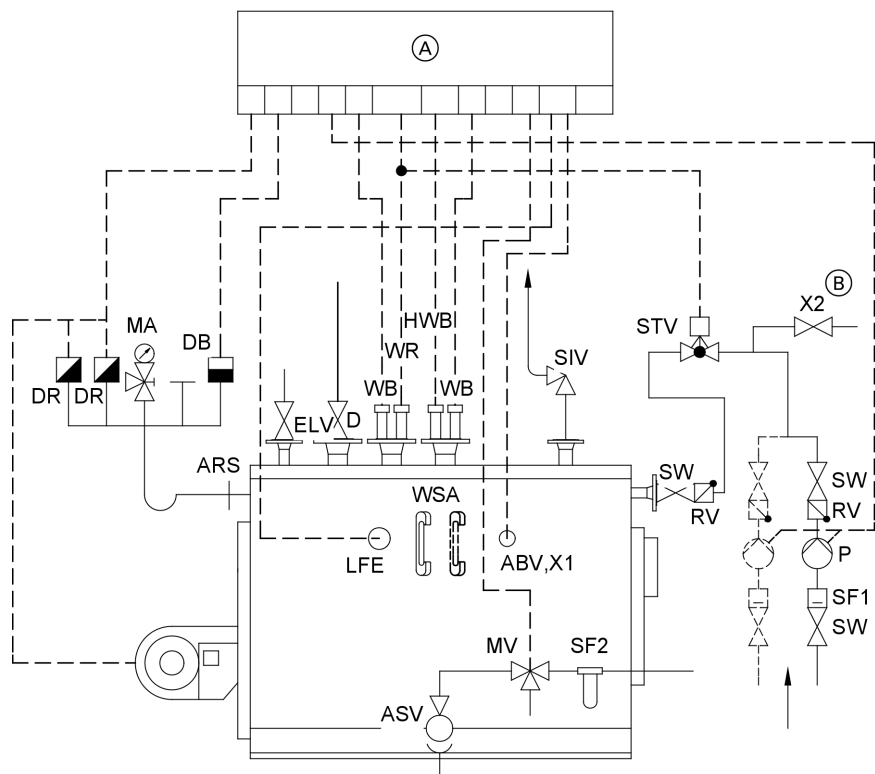 A
B
X2
STV
MA
DB
HWB
SIV
WR
DR
DR
WB
WB
ELV
D
ARS
SW
SW
WSA
RV
RV
LFE
ABV,X1
P
SF1
MV
SF2
SW
ASV